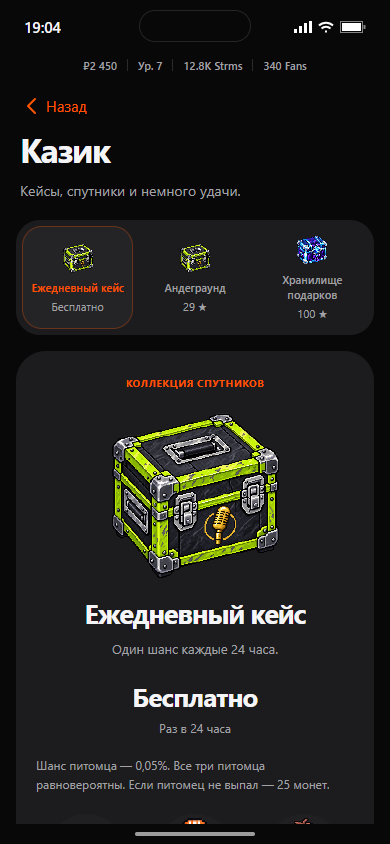 19:04
₽2 450
Ур. 7
12.8K Strms
340 Fans
Назад
Казик
Кейсы, спутники и немного удачи.
Ежедневный кейс
Бесплатно
Андеграунд
29 ★
Хранилище
подарков
100 ★
КОЛЛЕКЦИЯ СПУТНИКОВ
Ежедневный кейс
Один шанс каждые 24 часа.
Бесплатно
Раз в 24 часа
Шанс питомца — 0,05%. Все три питомца
равновероятны. Если питомец не выпал — 25 монет.